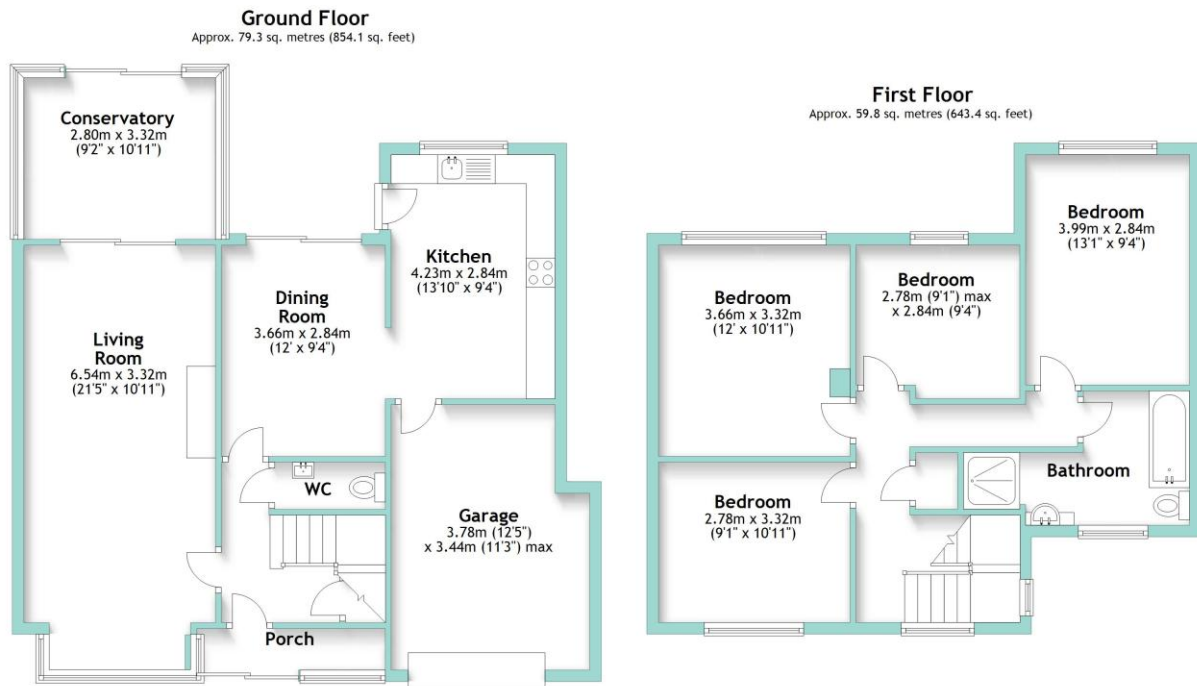 Ground Floor
Approx. 79.3 sq. metres (854.1 sq. feet)
Conservatory
2.80m x 3.32m
(9'2" x 10'11")
Kitchen
4.23m x 2.84m
(13'10" x 9'4")
Dining
Room
3.66m x 2.84m
(12' x 9'4")
Living
Room
6.54m x 3.32m
(21'5" x 10'11")
WC
Garage
3.78m (12'5")
x 3.44m (11'3") max
Porch
First Floor
Approx. 59.8 sq. metres (643.4 sq. feet)
Bedroom
3.99m x 2.84m
(13'1" x 9'4")
Bedroom
3.66m x 3.32m
(12' x 10'11")
Bedroom
2.78m (9'1") max
x 2.84m (9'4")
Bathroom
Bedroom
2.78m x 3.32m
(9'1" x 10'11")